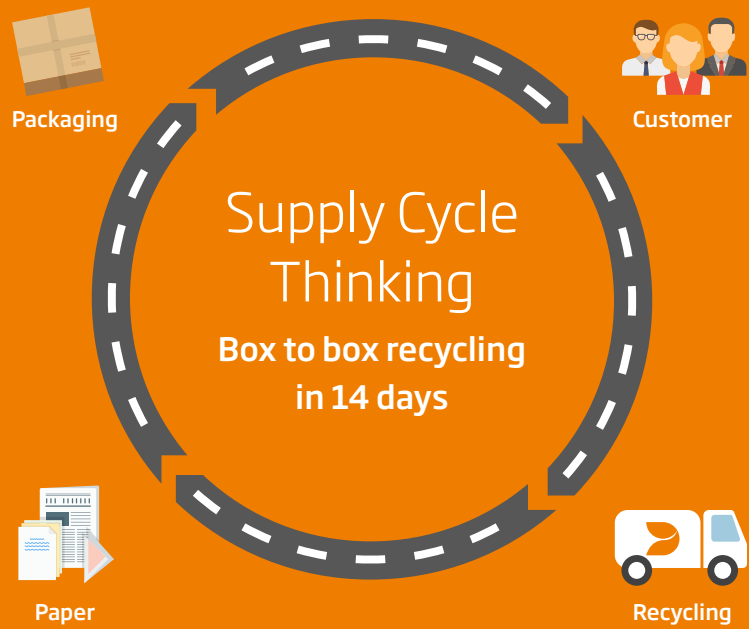 Packaging
Customer
Supply Cycle
Thinking
Box to box recycling
in 14 days
Paper
Recycling